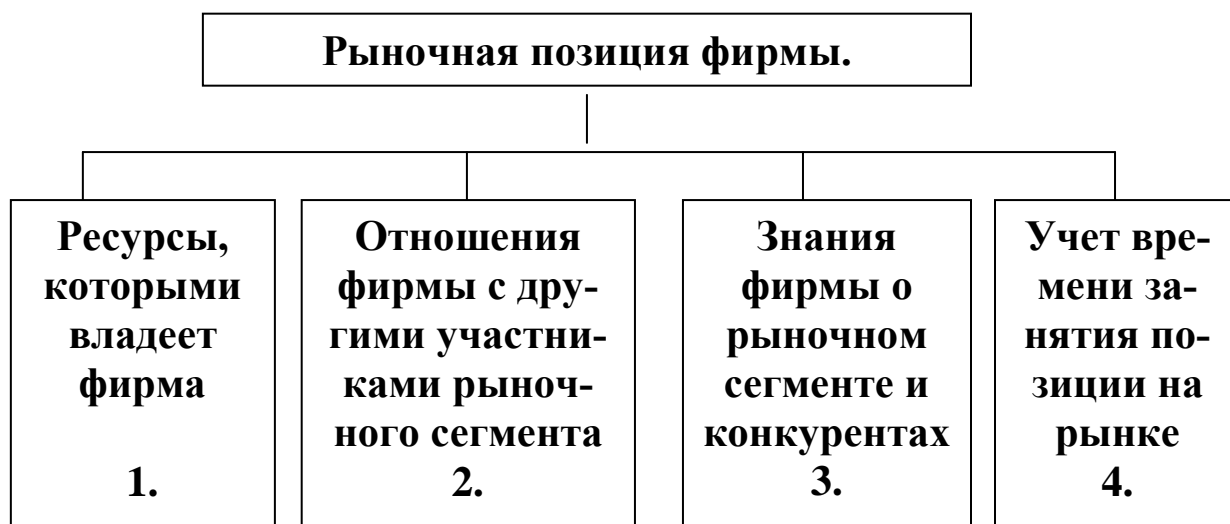 Рыночная позиция фирмы.
Ресурсы,
которыми
владеет
фирма
1.
Отношения
фирмы с дру-
гими участни-
ками рыноч-
ного сегмента
2.
Знания
фирмы о
рыночном
сегменте и
конкурентах
3.
Учет вре-
мени за-
нятия по-
зиции на
рынке
4.